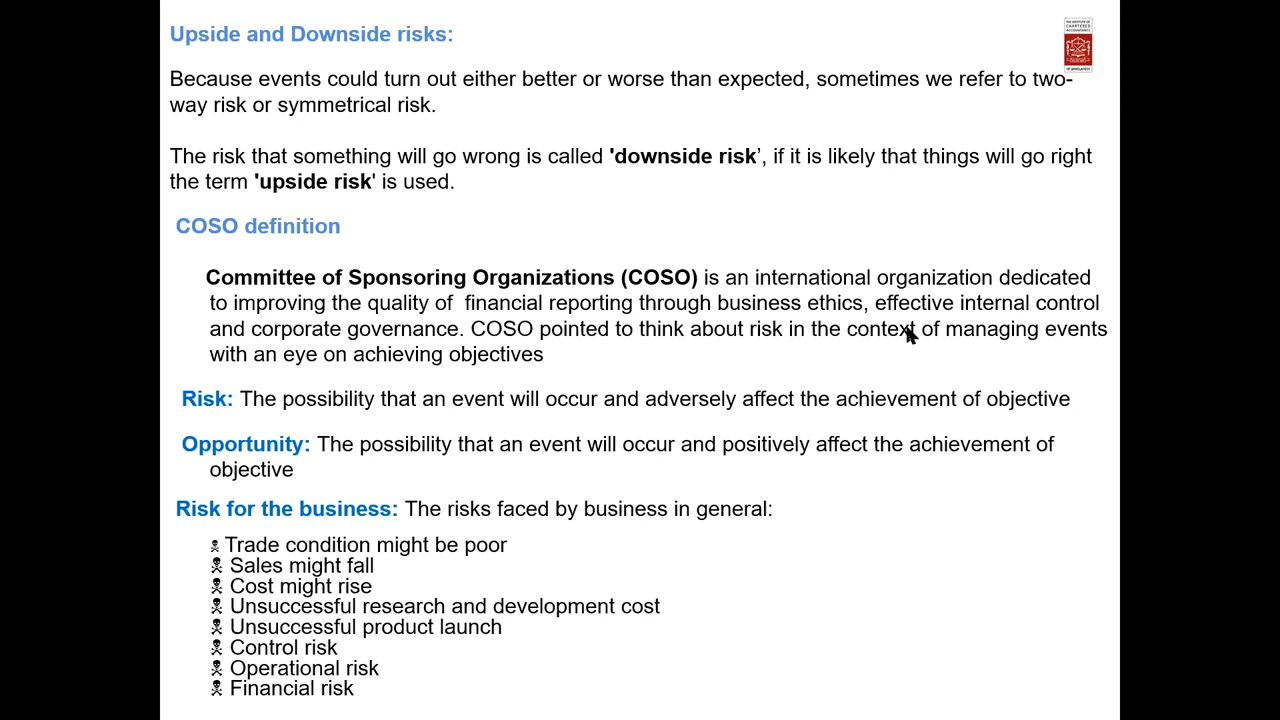 Upside and Downside risks:
THE INSTITUTE OF
CHARTERED
ACCOUNTANTS
OF BANGLADESH
Because events could turn out either better or worse than expected, sometimes we refer to two-
way risk or symmetrical risk.
The risk that something will go wrong is called 'downside risk’, if it is likely that things will go right
the term 'upside risk' is used.
COSO definition
Committee of Sponsoring Organizations (COSO) is an international organization dedicated
to improving the quality of  financial reporting through business ethics, effective internal control
and corporate governance. COSO pointed to think about risk in the context of managing events
with an eye on achieving objectives
Risk: The possibility that an event will occur and adversely affect the achievement of objective
Opportunity: The possibility that an event will occur and positively affect the achievement of
objective
Risk for the business: The risks faced by business in general:
☠ Trade condition might be poor
☠ Sales might fall
☠ Cost might rise
☠ Unsuccessful research and development cost
☠ Unsuccessful product launch
☠ Control risk
☠ Operational risk
☠ Financial risk